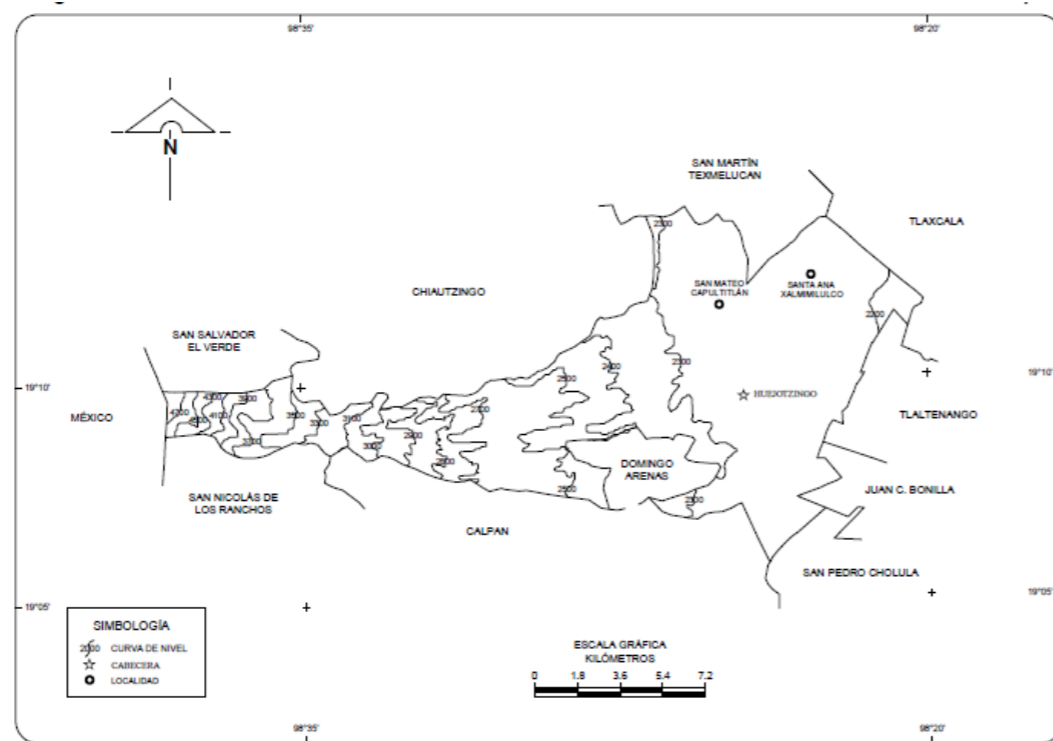 98°35'
98°20'
N
SAN MARTÍN
TEXMELUCAN
TLAXCALA
2300
SAN MATEO
CAPULTITLÁN
SANTA ANA
XALMIMILULCO
CHIAUTZINGO
2200
SAN SALVADOR
EL VERDE
2300
2400
19°10'
19°10'
2500
HUEJOTZINGO
4300
3900
MÉXICO
4700
4100
3500
3300
3100
TLALTENANGO
3700
3000
2900
DOMINGO
ARENAS
2500
2300
JUAN C. BONILLA
SAN NICOLÁS DE
LOS RANCHOS
CALPAN
SAN PEDRO CHOLULA
19°05'
19°05'
SIMBOLOGÍA
CURVA DE NIVEL
CABECERA
LOCALIDAD
ESCALA GRÁFICA
KILÓMETROS
0 1.8 3.6 5.4 7.2
98°35'
98°20'